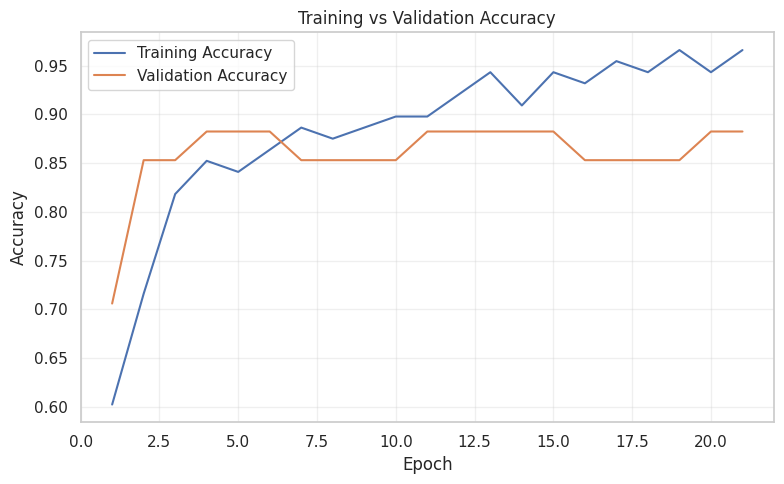 Training vs Validation Accuracy
Training Accuracy
Validation Accuracy
0.95
0.90
0.85
0.80
0.75
0.70
0.65
0.60
Accuracy
0.0 2.5 5.0 7.5 10.0 12.5 15.0 17.5 20.0
Epoch